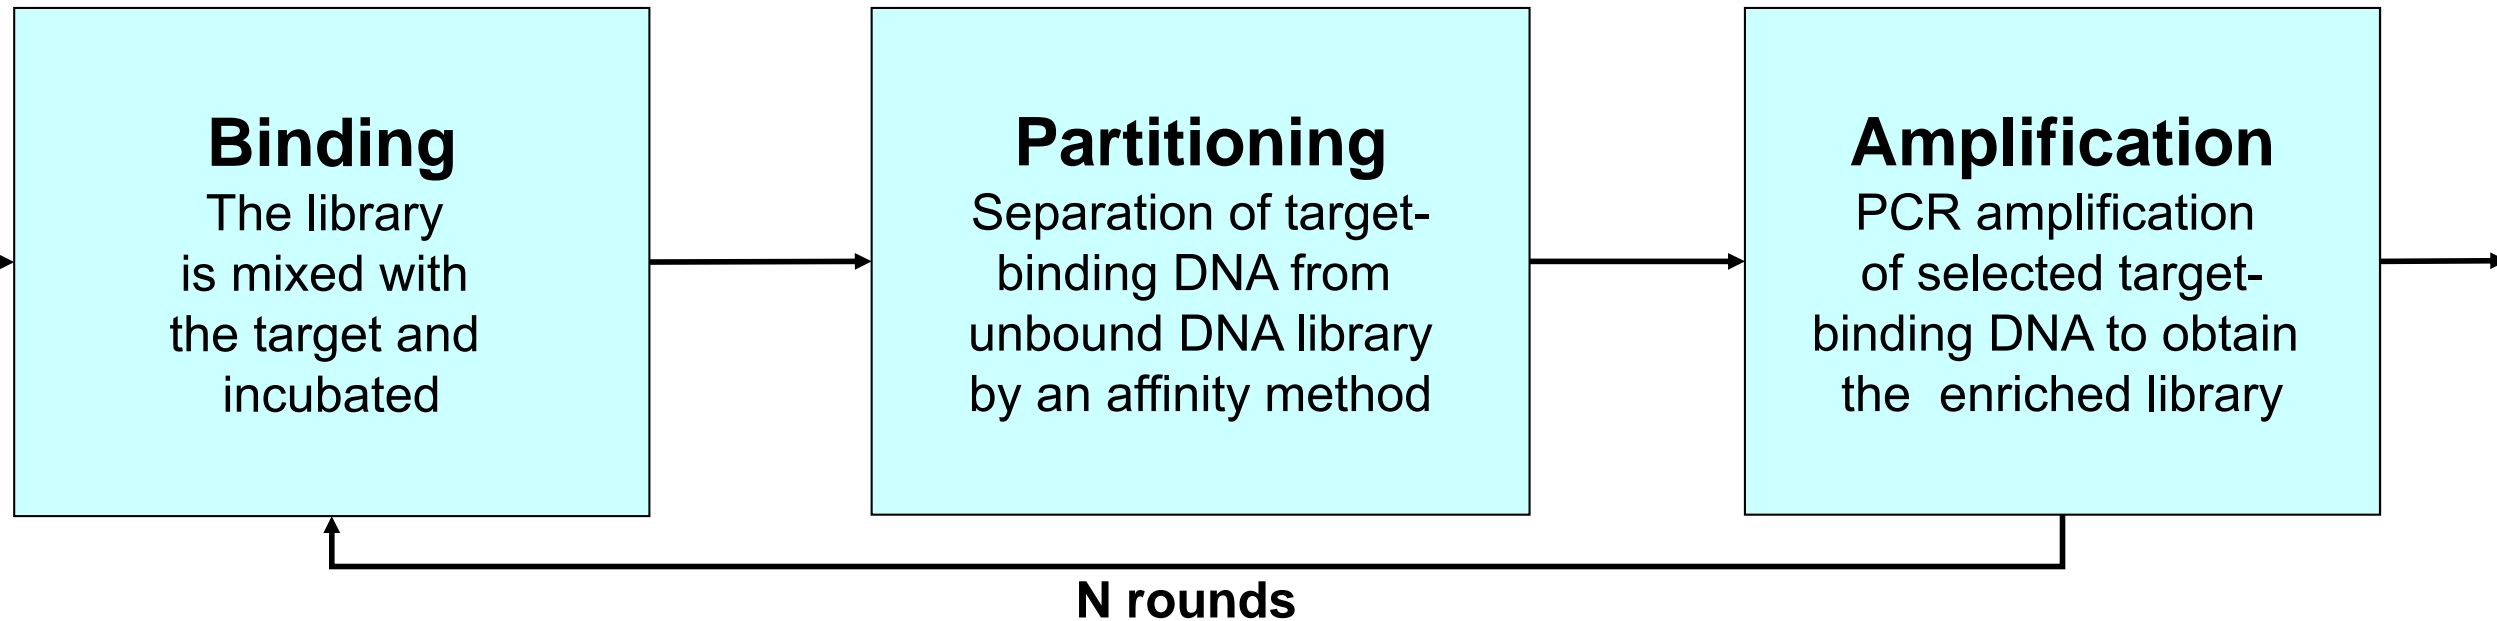 Binding
The library
is mixed with
the target and
incubated
Partitioning
Separation of target-
binding DNA from
unbound DNA library
by an affinity method
Amplification
PCR amplification
of selected target-
binding DNA to obtain
the enriched library
N rounds